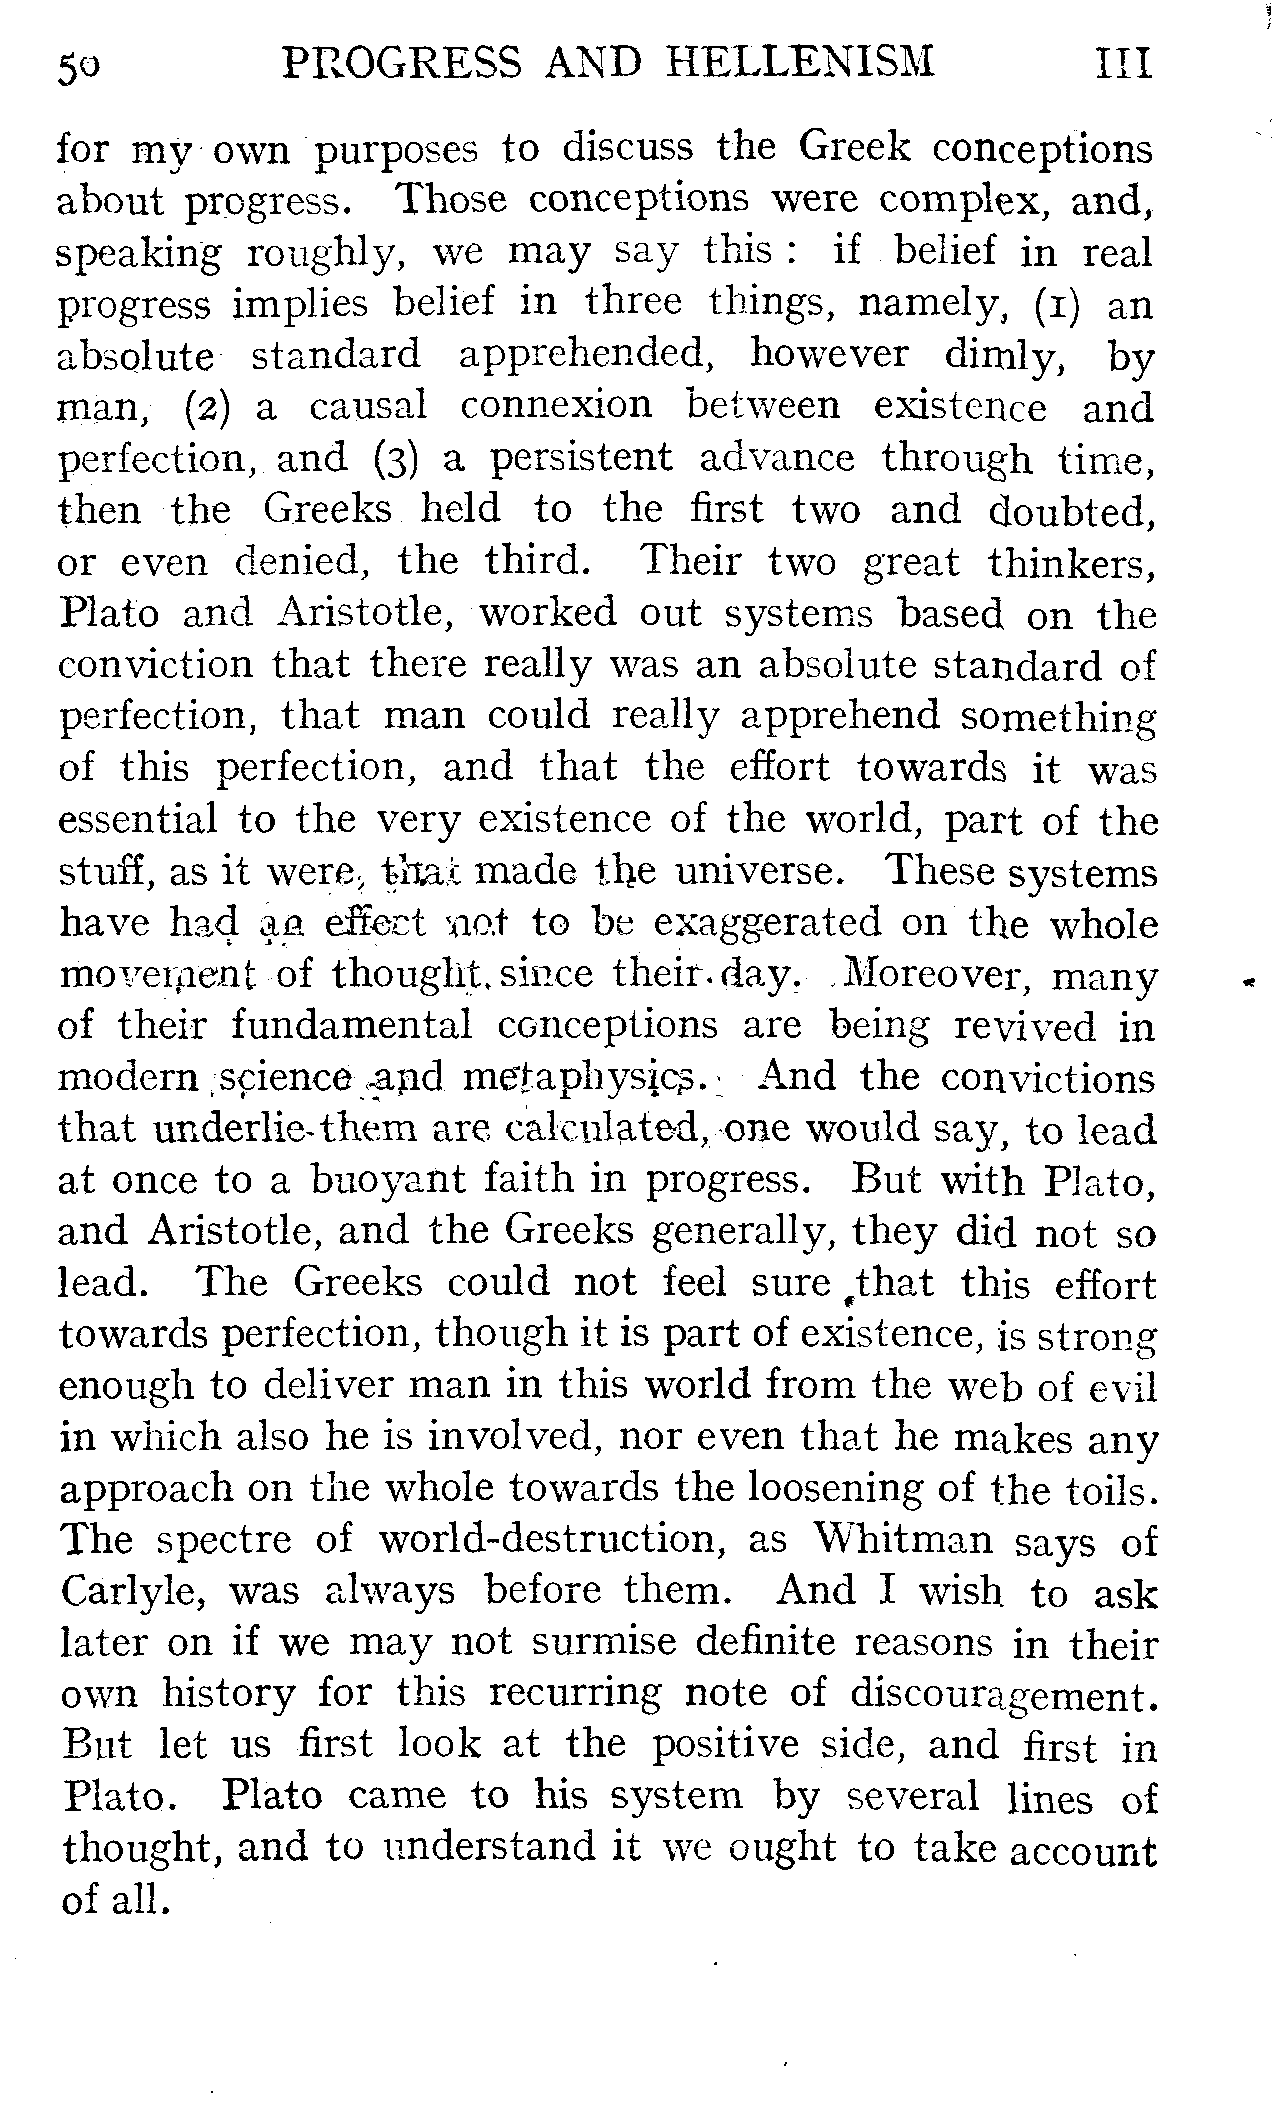 50 PROGRESS AND HELLENISM III
for my own purposes to discuss the Greek conceptions
about progress. Those conceptions were complex, and,
speaking roughly, we may say this : if belief in real
progress implies belief in three things, namely, (1) an
absolute standard apprehended, however dimly, by
man, (2) a causal connexion between existence and
perfection, and (3) a persistent advance through time,
then the Greeks held to the first two and doubted,
or even denied, the third. Their two great thinkers,
Plato and Aristotle, worked out systems based on the
conviction that there really was an absolute standard of
perfection, that man could really apprehend something
of this perfection, and that the effort towards it was
essential to the very existence of the world, part of the
stuff, as it were, that made the universe. These systems
have had an effect not to be exaggerated on the whole
movement of thought since their day. Moreover, many
of their fundamental conceptions are being revived in
modern science and metaphysics. And the convictions
that underlie them are calculated, one would say, to lead
at once to a buoyant faith in progress. But with Plato,
and Aristotle, and the Greeks generally, they did not so
lead. The Greeks could not feel sure that this effort
towards perfection, though it is part of existence, is strong
enough to deliver man in this world from the web of evil
in which also he is involved, nor even that he makes any
approach on the whole towards the loosening of the toils.
The spectre of world-destruction, as Whitman says of
Carlyle, was always before them. And I wish to ask
later on if we may not surmise definite reasons in their
own history for this recurring note of discouragement.
But let us first look at the positive side, and first in
Plato. Plato came to his system by several lines of
thought, and to understand it we ought to take account
of all.